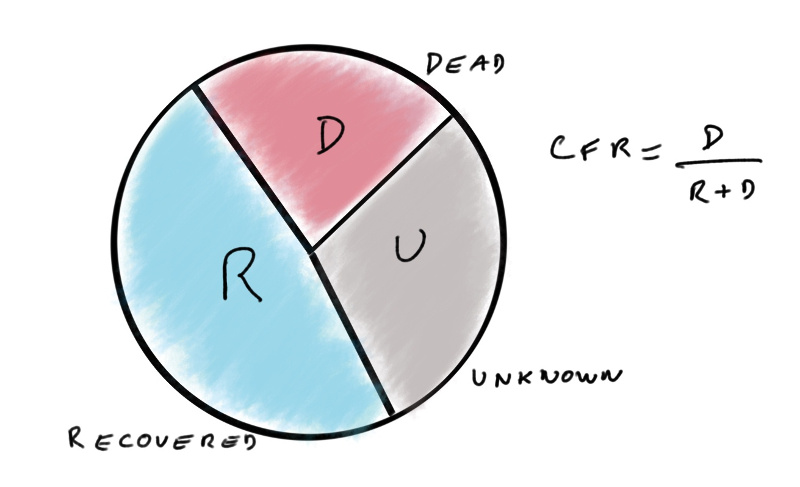 DEAD
D
CFR = D
R + D
U
R
UNKNOWN
RECOVERED